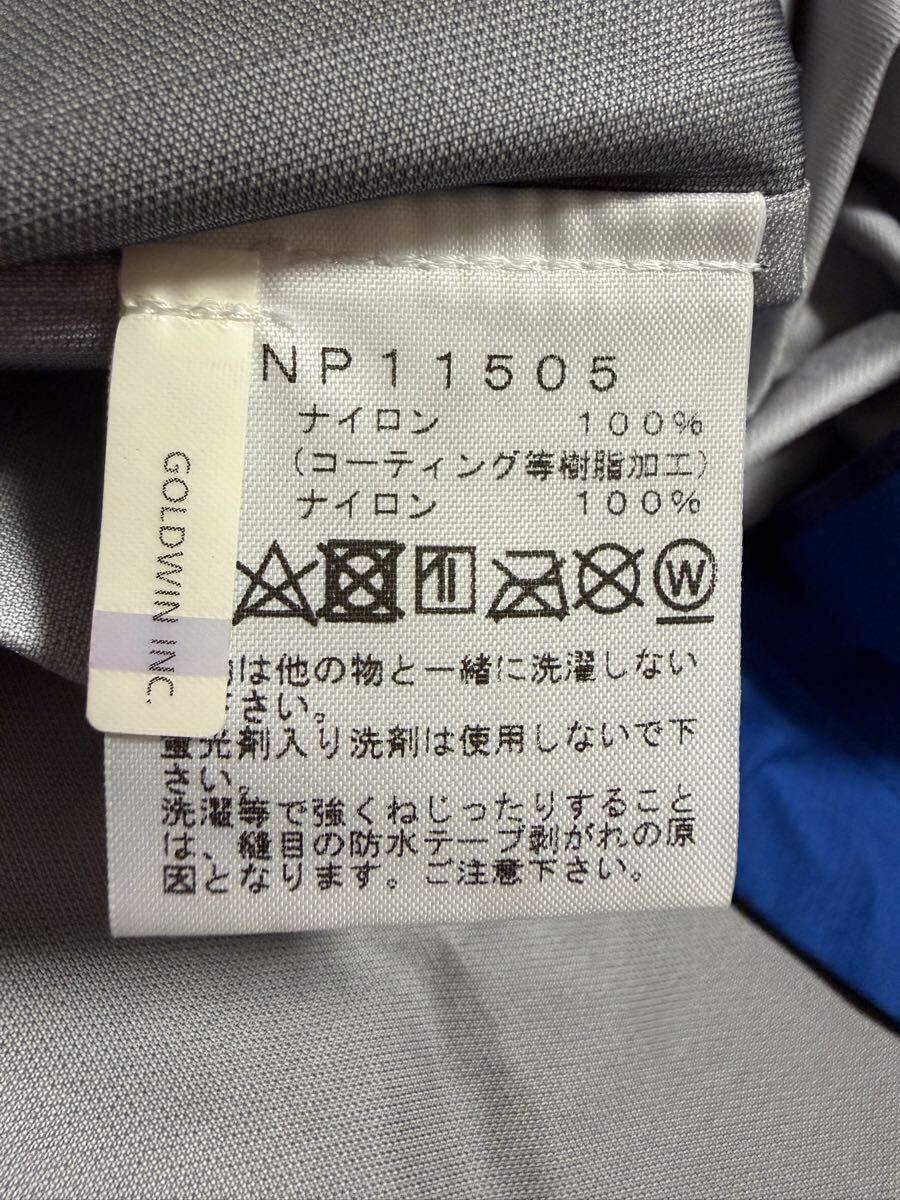 NP11505
ナイロン 100%
(コーティング等樹脂加工)
ナイロン 100%
W
は他の物と一緒に洗濯しない
さい。
蛍光剤入り洗剤は使用しないで下
さい。
洗濯等で強くねじったりすること
は、縫目の防水テープ剥がれの原
因となります。ご注意下さい。
GOLDWIN INC.